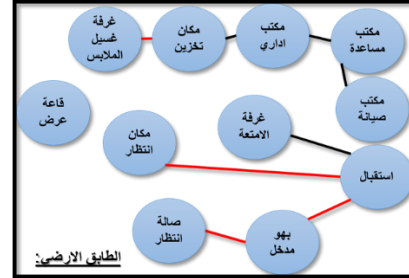 غرفة
غسيل
الملابس
مكان
تخزين
مكتب
اداري
مكتب
مساعدة
قاعة
عرض
مكان
انتظار
غرفة
الامتعة
مكتب
صيانة
استقبال
صالة
انتظار
بهو
مدخل
الطابق الارضي: